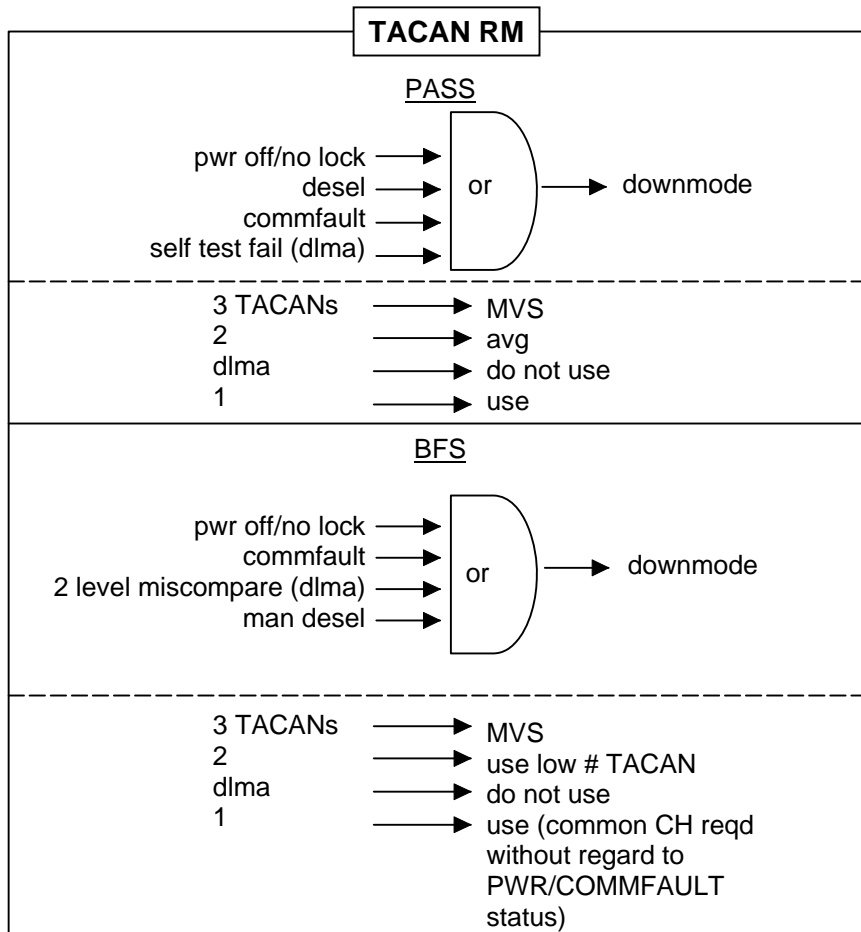 TACAN RM
PASS
pwr off/no lock
desel
commfault
self test fail (dlma)
or
downmode
3 TACANs
MVS
2
avg
dlma
do not use
1
use
BFS
pwr off/no lock
commfault
2 level miscompare (dlma)
man desel
or
downmode
3 TACANs
MVS
2
use low # TACAN
dlma
do not use
1
use (common CH reqd
without regard to
PWR/COMMFAULT
status)